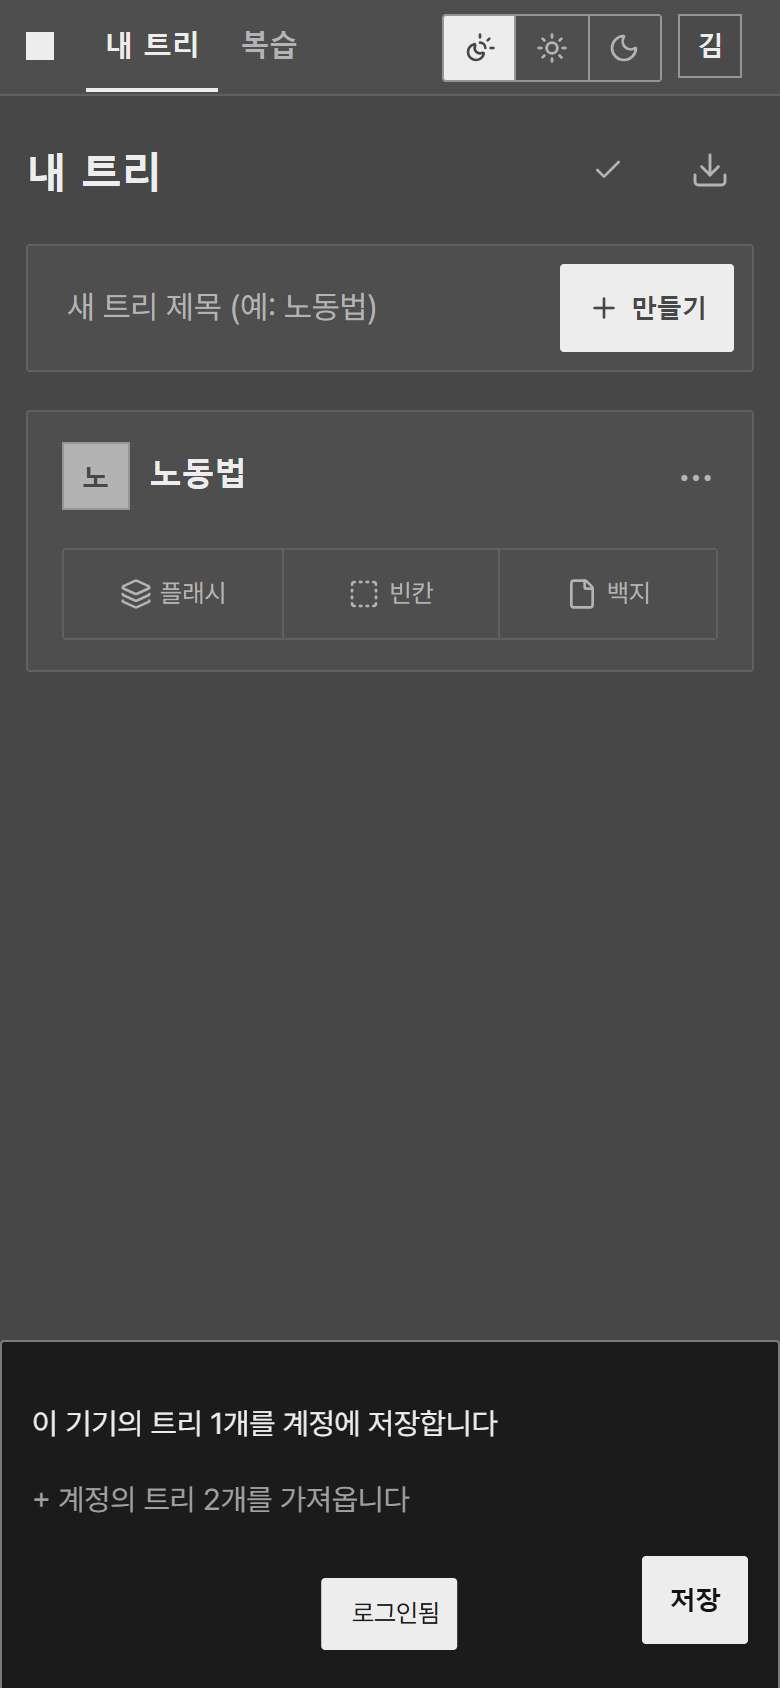 내 트리 복습 김
내 트리
새 트리 제목 (예: 노동법) 만들기
노 노동법
플래시 빈칸 백지
이 기기의 트리 1개를 계정에 저장합니다
+ 계정의 트리 2개를 가져옵니다
저장
로그인됨